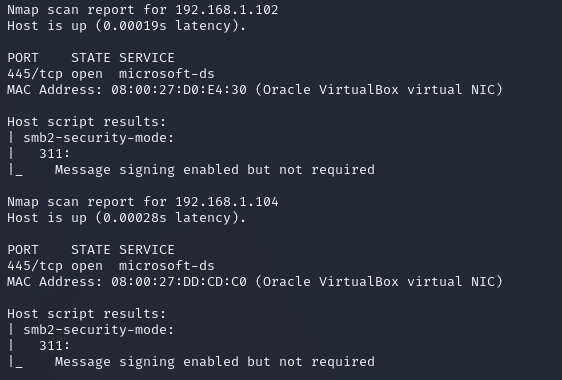 Nmap scan report for 192.168.1.102
Host is up (0.00019s latency).
PORT    STATE SERVICE
445/tcp open  microsoft-ds
MAC Address: 08:00:27:D0:E4:30 (Oracle VirtualBox virtual NIC)
Host script results:
| smb2-security-mode:
|   311:
|_    Message signing enabled but not required
Nmap scan report for 192.168.1.104
Host is up (0.00028s latency).
PORT    STATE SERVICE
445/tcp open  microsoft-ds
MAC Address: 08:00:27:DD:CD:C0 (Oracle VirtualBox virtual NIC)
Host script results:
| smb2-security-mode:
|   311:
|_    Message signing enabled but not required